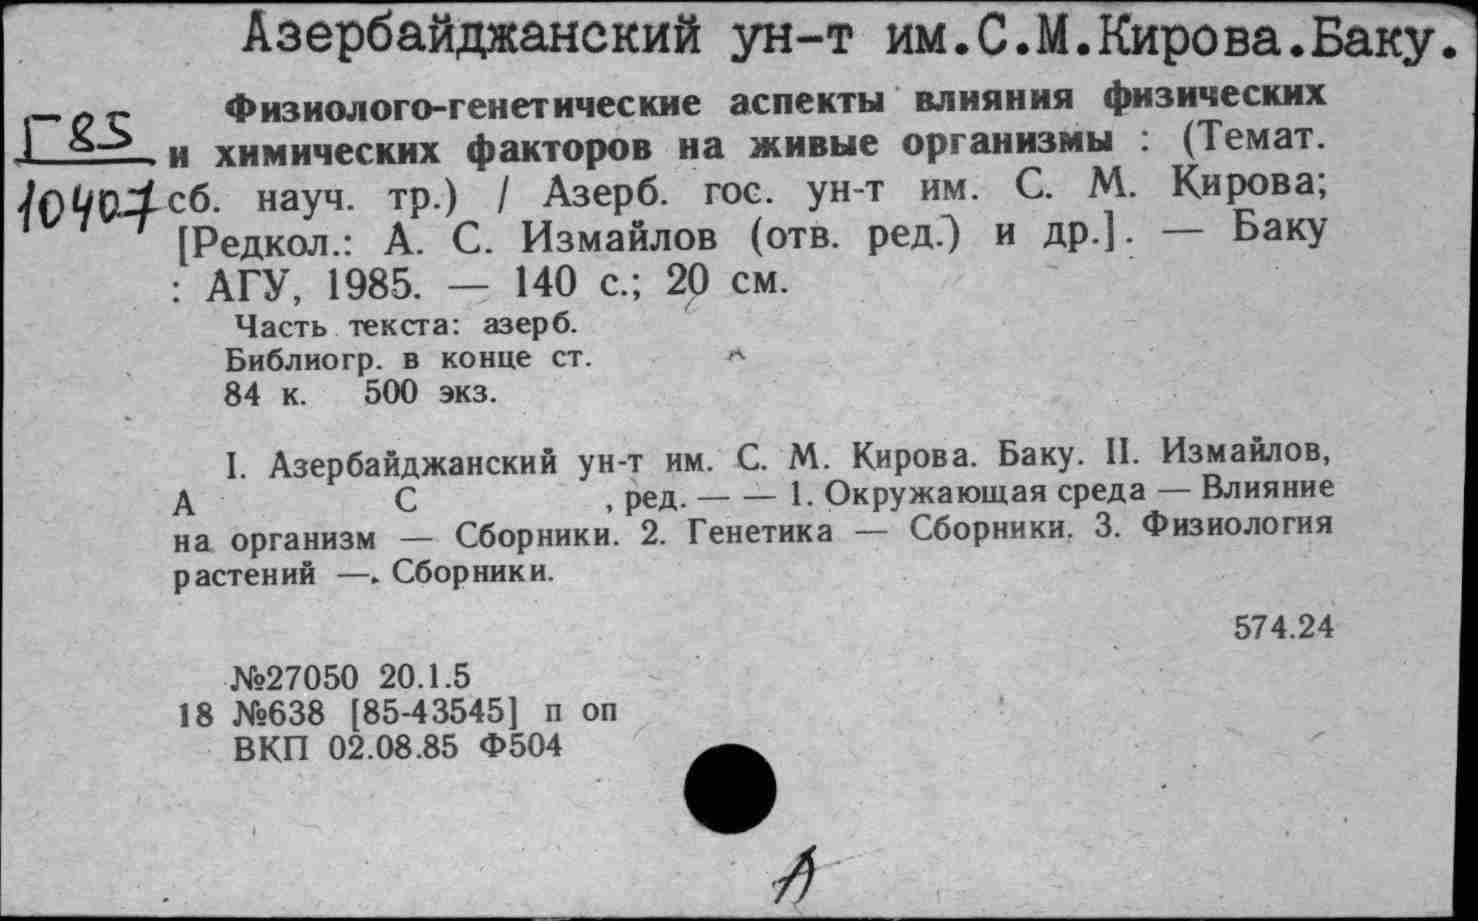 Азербайджанский ун-т им.С.М.Кирова.Баку.
Физиолого-генетические аспекты влияния физических
Г85 и химических факторов на живые организмы : (Темат.
10407 сб. науч. тр.) / Азерб. гос. ун-т им. С. М. Кирова;
[Редкол.: А. С. Измайлов (отв. ред.) и др.]. — Баку
: АГУ, 1985. — 140 с.; 20 см.
Часть текста: азерб.
Библиогр. в конце ст.
84 к. 500 экз.
I. Азербайджанский ун-т им. С. М. Кирова. Баку. II. Измайлов,
А С , ред. — — 1. Окружающая среда — Влияние
на организм — Сборники. 2. Генетика — Сборники. 3. Физиология
растений —. Сборники.
574.24
№27050 20.1.5
18 №638 [85-43545] п оп
ВКП 02.08.85 Ф504
А